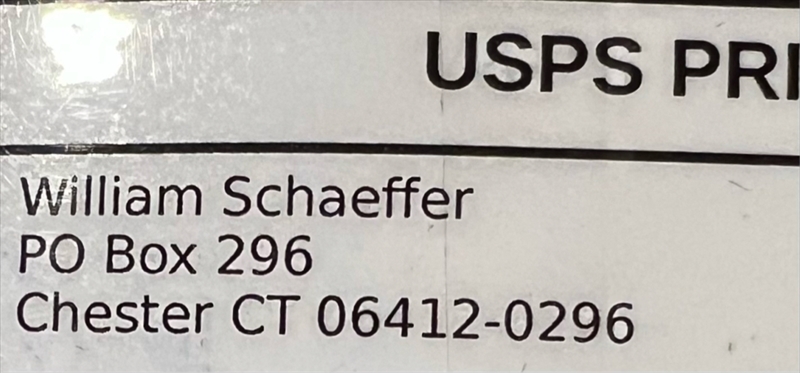 USPS PRI
William Schaeffer
PO Box 296
Chester CT 06412-0296